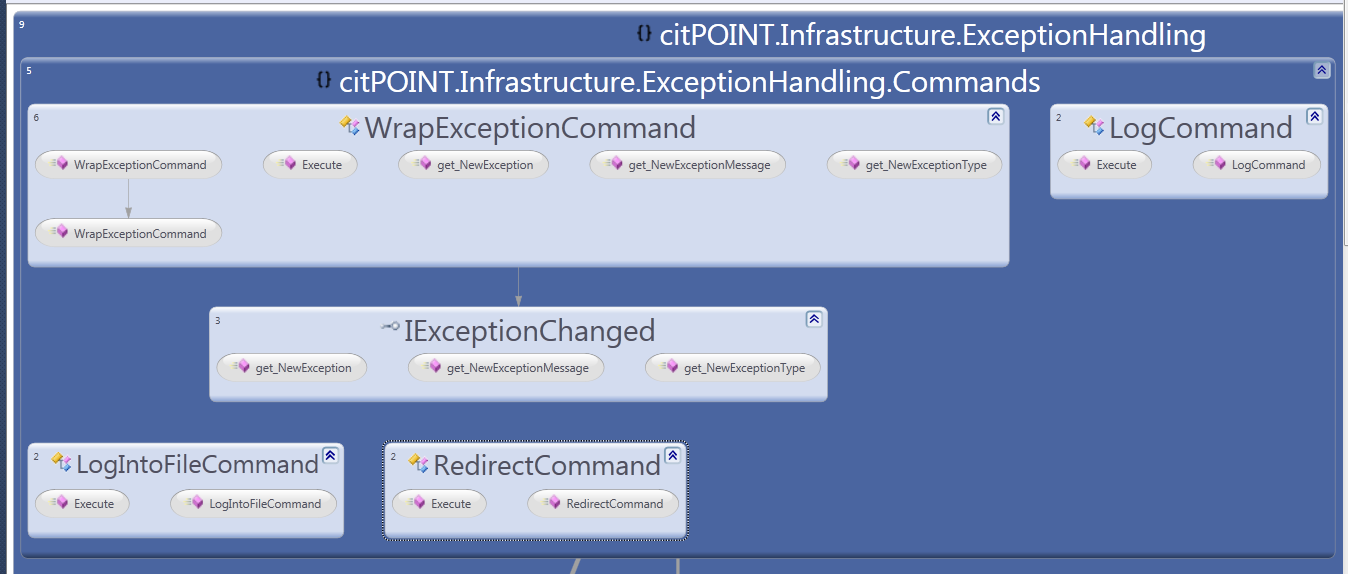 9
{} citPOINT.Infrastructure.ExceptionHandling
5
{} citPOINT.Infrastructure.ExceptionHandling.Commands
6
WrapExceptionCommand
WrapExceptionCommand
Execute
get_NewException
get_NewExceptionMessage
get_NewExceptionType
WrapExceptionCommand
2
LogCommand
Execute
LogCommand
3
IExceptionChanged
get_NewException
get_NewExceptionMessage
get_NewExceptionType
2
LogIntoFileCommand
Execute
LogIntoFileCommand
2
RedirectCommand
Execute
RedirectCommand